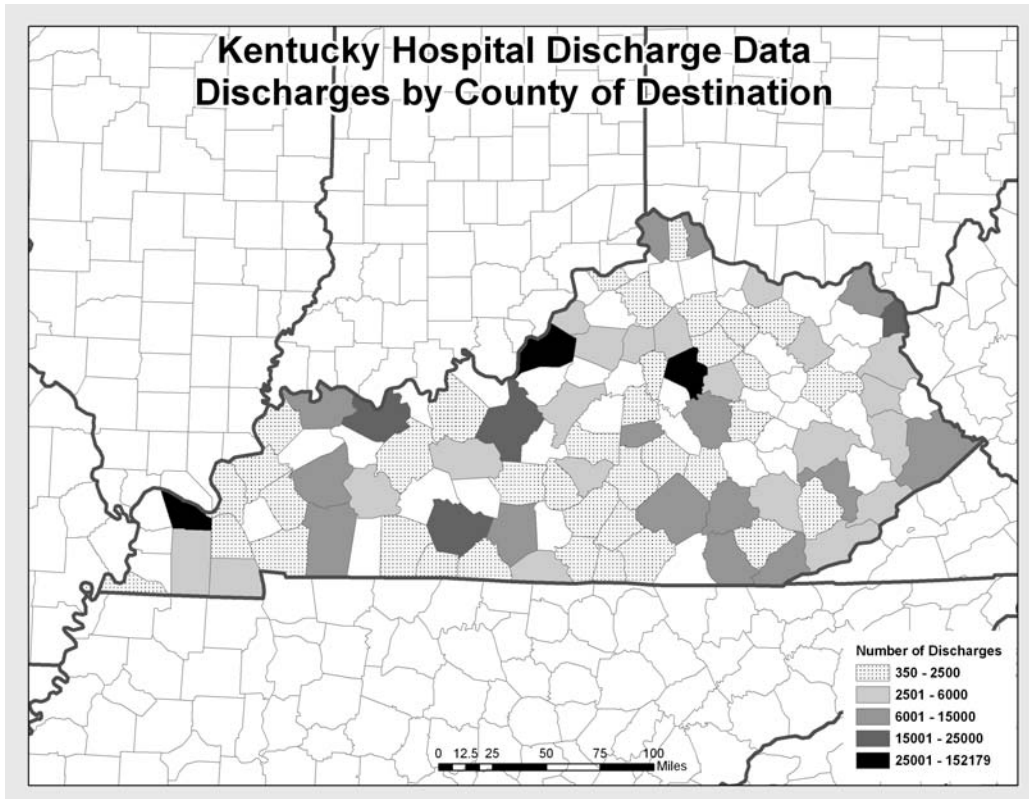 Kentucky Hospital Discharge Data
Discharges by County of Destination
Number of Discharges
350 - 2500
2501 - 6000
6001 - 15000
15001 - 25000
25001 - 152179
0 12.5 25 50 75 100
Miles